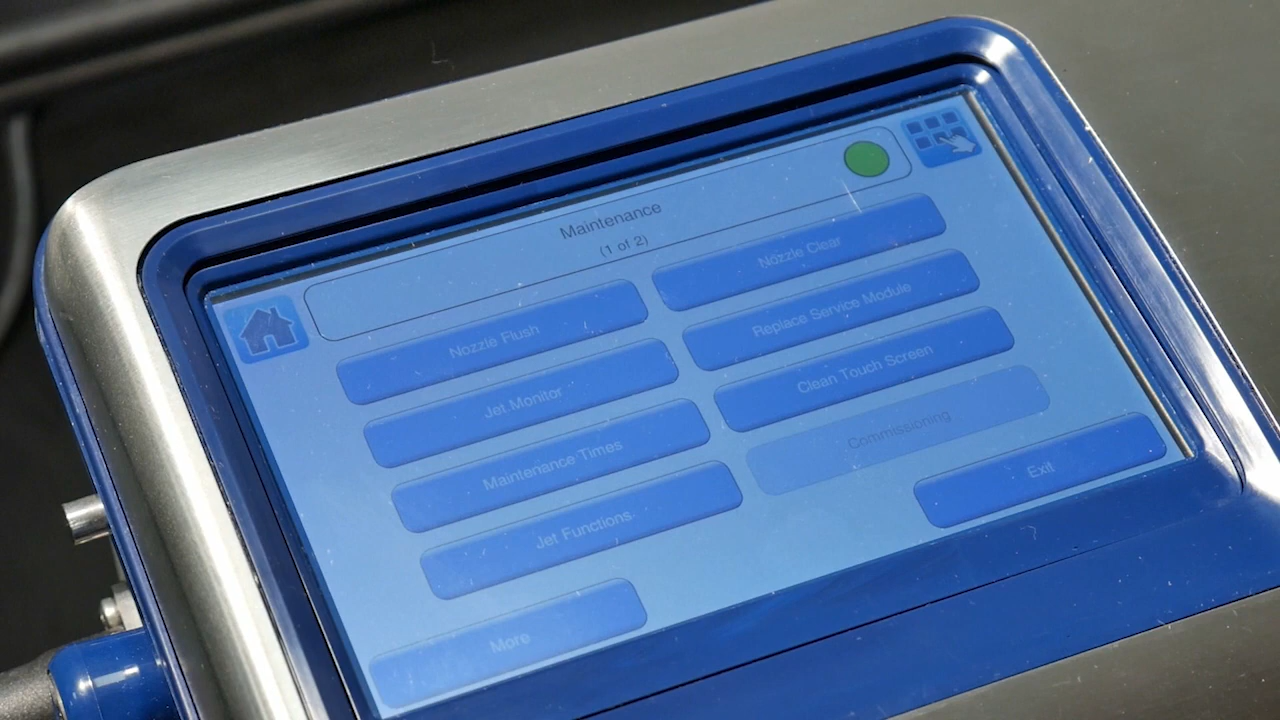 Maintenance
(1 of 2)
Nozzle Flush
Nozzle Clear
Jet Monitor
Replace Service Module
Maintenance Times
Clean Touch Screen
Jet Functions
Commissioning
More
Exit